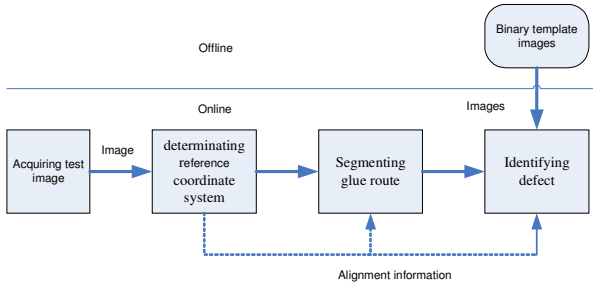 Binary template
images
Offline
Online
Images
Acquiring test
image
Image
determinating
reference
coordinate
system
Segmenting
glue route
Identifying
defect
Alignment information